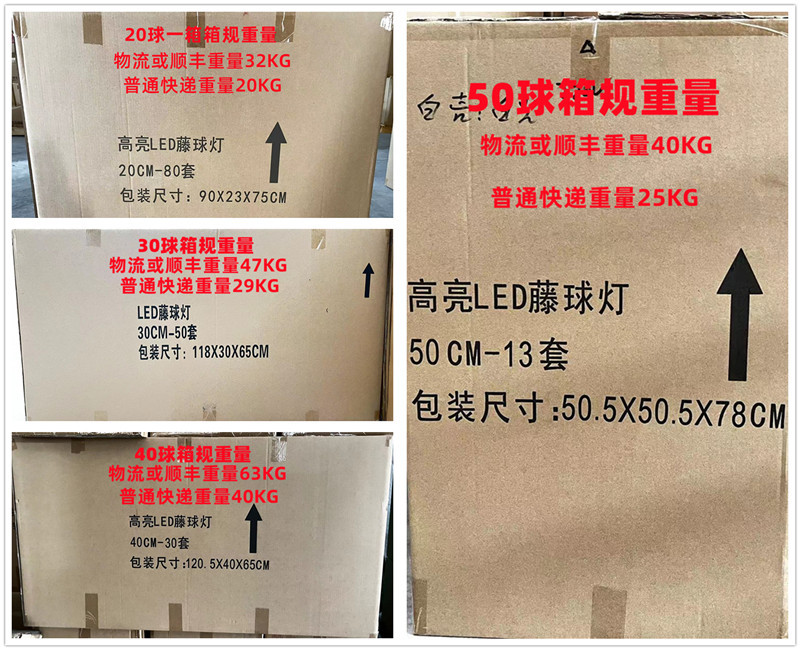 20球一箱箱规重量
物流或顺丰重量32KG
普通快递重量20KG
高亮LED藤球灯
20CM-80套
包装尺寸: 90X23X75CM
30球箱规重量
物流或顺丰重量47KG
普通快递重量29KG
LED藤球灯
30CM-50套
包装尺寸: 118X30X65CM
40球箱规重量
物流或顺丰重量63KG
普通快递重量40KG
高亮LED藤球灯
40CM-30套
包装尺寸:120.5X40X65CM
50球箱规重量
物流或顺丰重量40KG
普通快递重量25KG
高亮LED藤球灯
50CM-13套
包装尺寸:50.5X50.5X78CM